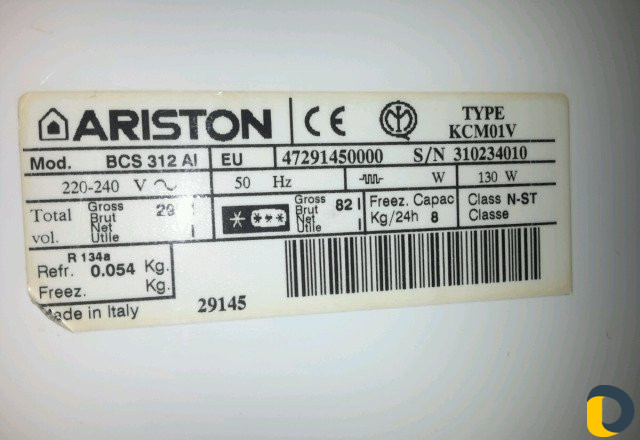 ARISTON CE TYPE
KCM01V
Mod. BCS 312 AI EU 47291450000 S/N 310234010
220-240 V 50 Hz W 130 W
Total vol. Gross Brut Net Utile l Gross Brut Net Utile 82 l Freez. Capac Kg/24h 8 Class N-ST Classe
R 134a
Refr. 0.054 Kg.
Freez. Kg.
Made in Italy 29145